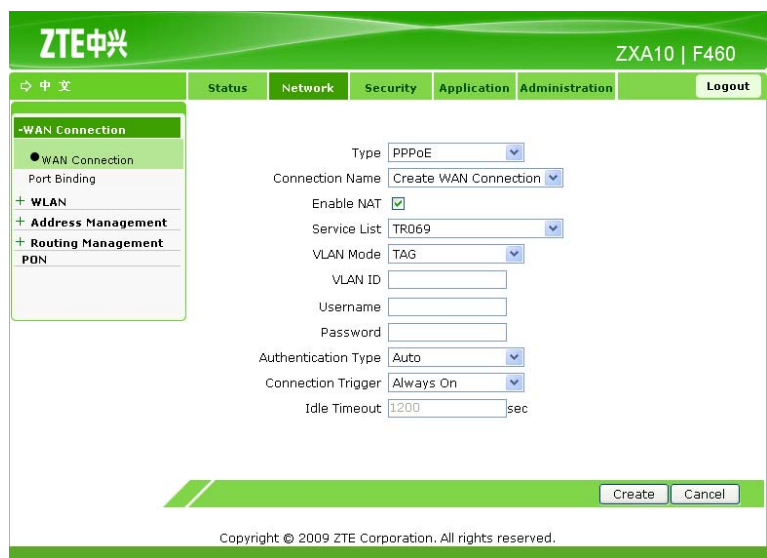 ZTE中兴
ZXA10 | F460
中 文
Status Network Security Application Administration Logout
-WAN Connection
WAN Connection
Port Binding
+ WLAN
+ Address Management
+ Routing Management
PON
Type PPPoE
Connection Name Create WAN Connection
Enable NAT
Service List TR069
VLAN Mode TAG
VLAN ID
Username
Password
Authentication Type Auto
Connection Trigger Always On
Idle Timeout 1200 sec
Create Cancel
Copyright © 2009 ZTE Corporation. All rights reserved.